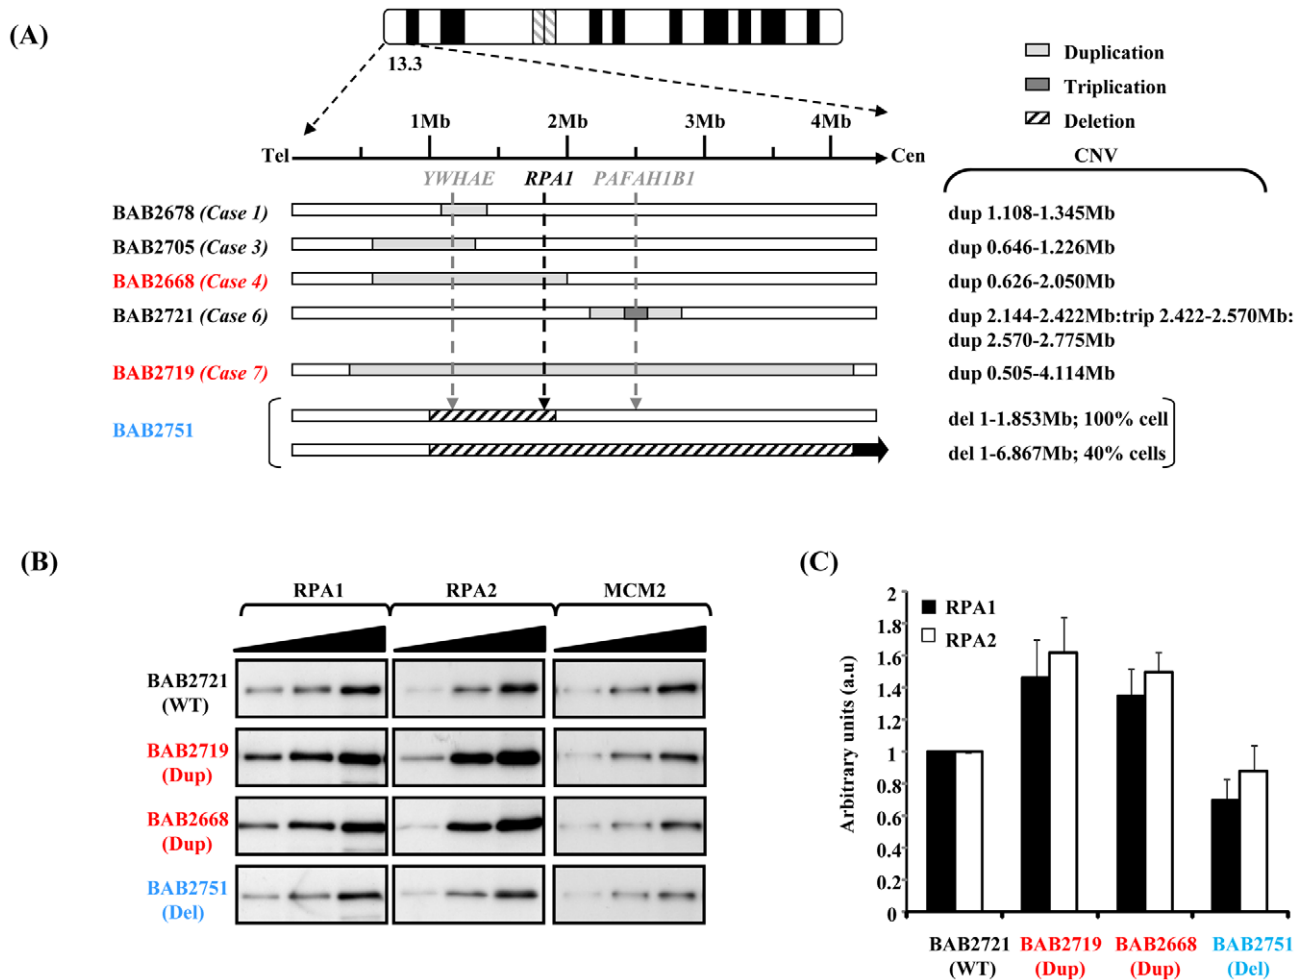 (A)
13.3
Duplication
Triplication
Deletion
1Mb 2Mb 3Mb 4Mb
Tel Cen
CNV
YWHAE RPA1 PAFAH1B1
BAB2678 (Case 1) dup 1.108-1.345Mb
BAB2705 (Case 3) dup 0.646-1.226Mb
BAB2668 (Case 4) dup 0.626-2.050Mb
BAB2721 (Case 6) dup 2.144-2.422Mb:trip 2.422-2.570Mb:
dup 2.570-2.775Mb
BAB2719 (Case 7) dup 0.505-4.114Mb
BAB2751
del 1-1.853Mb; 100% cell
del 1-6.867Mb; 40% cells
(B)
RPA1 RPA2 MCM2
BAB2721
(WT)
BAB2719
(Dup)
BAB2668
(Dup)
BAB2751
(Del)
(C)
Arbitrary units (a.u)
2
1.8
1.6
1.4
1.2
1
0.8
0.6
0.4
0.2
0
RPA1
RPA2
BAB2721 BAB2719 BAB2668 BAB2751
(WT) (Dup) (Dup) (Del)